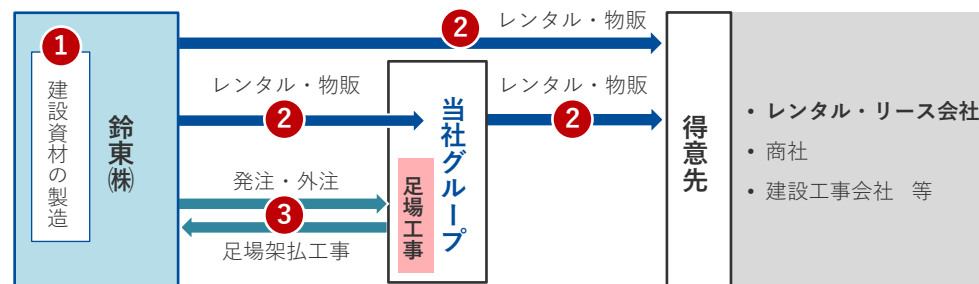 1
建設資材の製造
鈴東㈱
2 レンタル・物販
レンタル・物販
2
発注・外注
3
足場架払工事
当社グループ
足場工事
レンタル・物販
2
得意先
• レンタル・リース会社
• 商社
• 建設工事会社　等